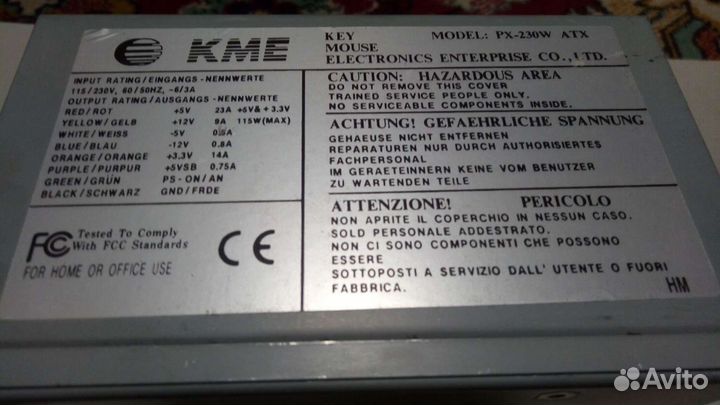 KME
KEY
MOUSE
ELECTRONICS ENTERPRISE CO.,LTD.
MODEL: PX-230W ATX
INPUT RATING/EINGANGS-NENNWERTE
115/230V, 60/50HZ, -6/3A
OUTPUT RATING/AUSGANGS-NENNWERTE
RED/ROT +5V 23A +5V& +3.3V
YELLOW/GELB +12V 9A 115W(MAX)
WHITE/WEISS -5V 0.5A
BLUE/BLAU -12V 0.8A
ORANGE/ORANGE +3.3V 14A
PURPLE/PURPUR +5VSB 0.75A
GREEN/GRÜN PS-ON/AN
BLACK/SCHWARZ GND/FRDE
FCC Tested To Comply
With FCC Standards
FOR HOME OR OFFICE USE
CE
CAUTION: HAZARDOUS AREA
DO NOT REMOVE THIS COVER
TRAINED SERVICE PEOPLE ONLY.
NO SERVICEABLE COMPONENTS INSIDE.
ACHTUNG! GEFAEHRLICHE SPANNUNG
GEHAEUSE NICHT ENTFERNEN
REPARATUREN NUR DURCH AUTHORISIERTES
FACHPERSONAL
IM GERAETEINNERN KEINE VOM BENUTZER
ZU WARTENDEN TEILE
ATTENZIONE! PERICOLO
NON APRITE IL COPERCHIO IN NESSUN CASO.
SOLD PERSONALE ADDESTRATO.
NON CI SONO COMPONENTI CHE POSSONO
ESSERE
SOTTOPOSTI A SERVIZIO DALL' UTENTE O FUORI
FABBRICA.
HM
Avito